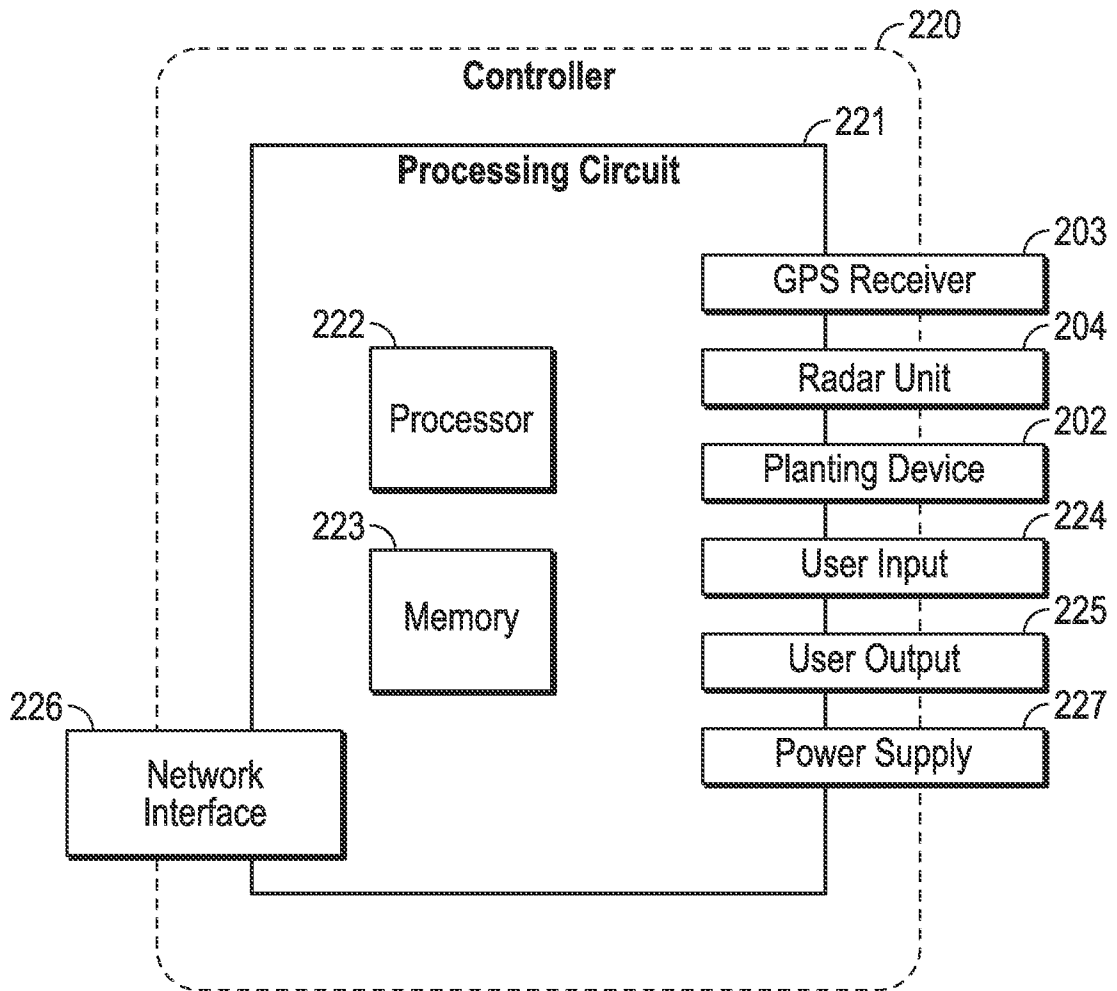 220
Controller
221
Processing Circuit
203
GPS Receiver
222
204
Radar Unit
Processor
202
Planting Device
223
224
User Input
Memory
225
User Output
226
227
Power Supply
Network
Interface